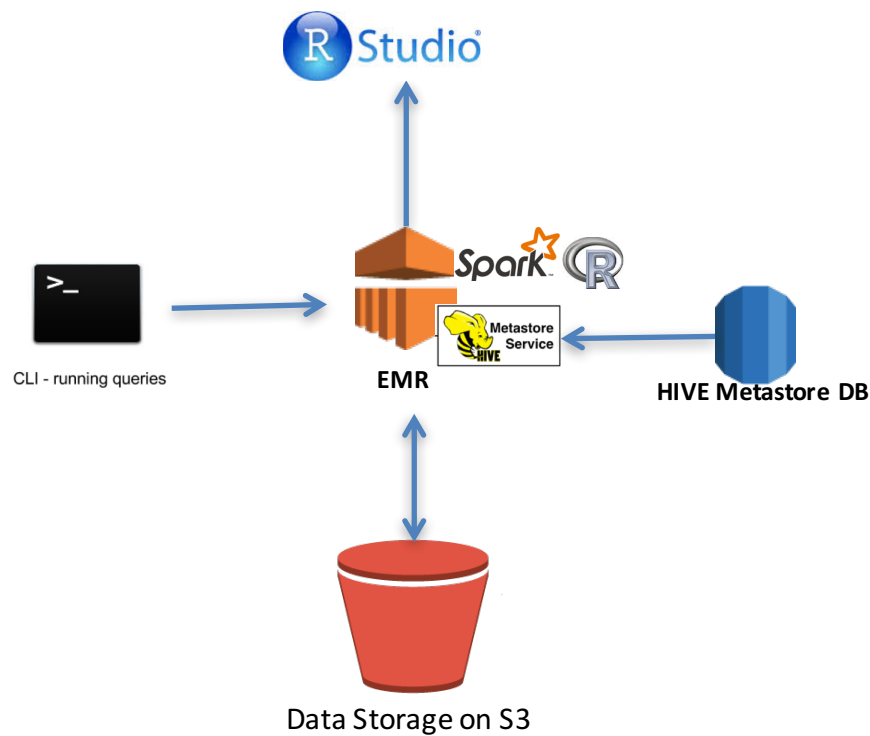 R Studio
Spark
R
>_
Metastore
Service
HIVE
EMR
CLI - running queries
HIVE Metastore DB
Data Storage on S3